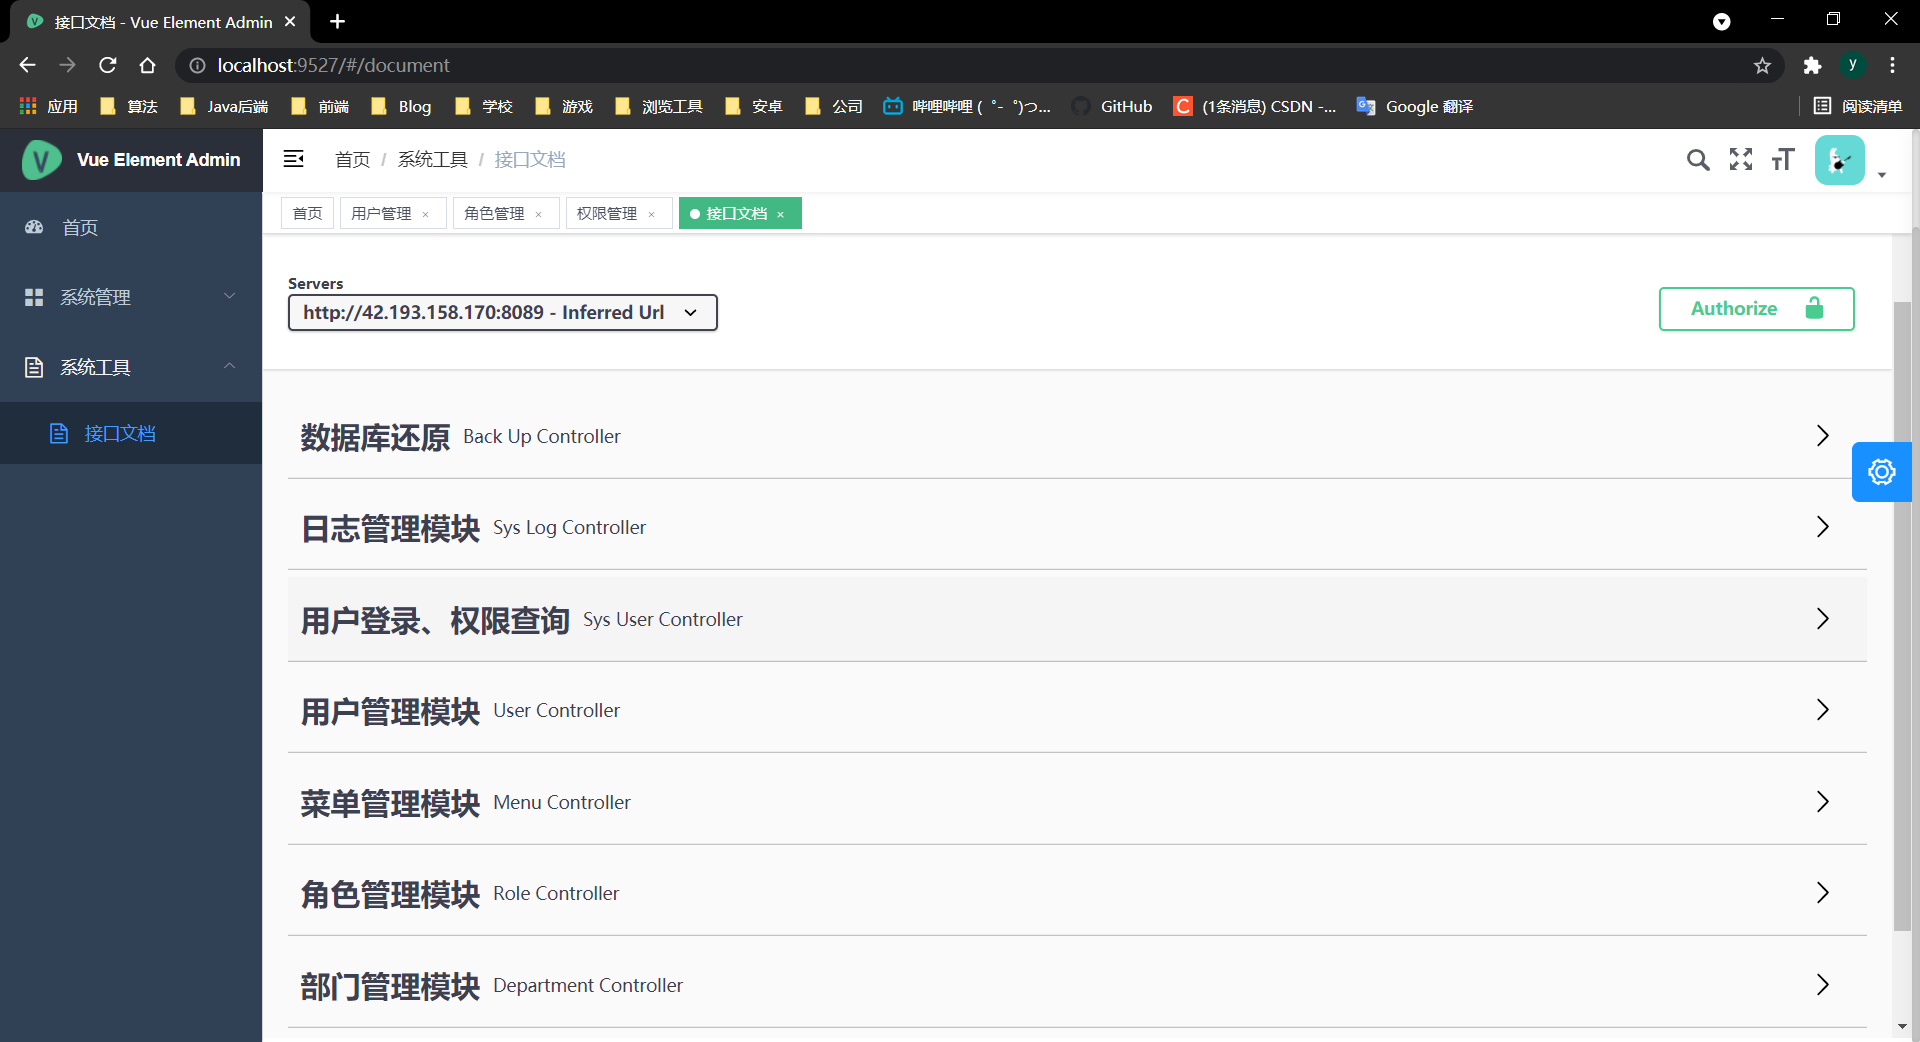 接口文档 - Vue Element Admin
localhost:9527/#/document
y
应用 算法 Java后端 前端 Blog 学校 游戏 浏览工具 安卓 公司 哔哩哔哩 ( ゜- ゜)つ... GitHub (1条消息) CSDN -... Google 翻译 阅读清单
Vue Element Admin
首页 / 系统工具 / 接口文档
首页 用户管理 × 角色管理 × 权限管理 × 接口文档 ×
首页
系统管理
系统工具
接口文档
Servers
http://42.193.158.170:8089 - Inferred Url
Authorize
数据库还原 Back Up Controller
日志管理模块 Sys Log Controller
用户登录、权限查询 Sys User Controller
用户管理模块 User Controller
菜单管理模块 Menu Controller
角色管理模块 Role Controller
部门管理模块 Department Controller